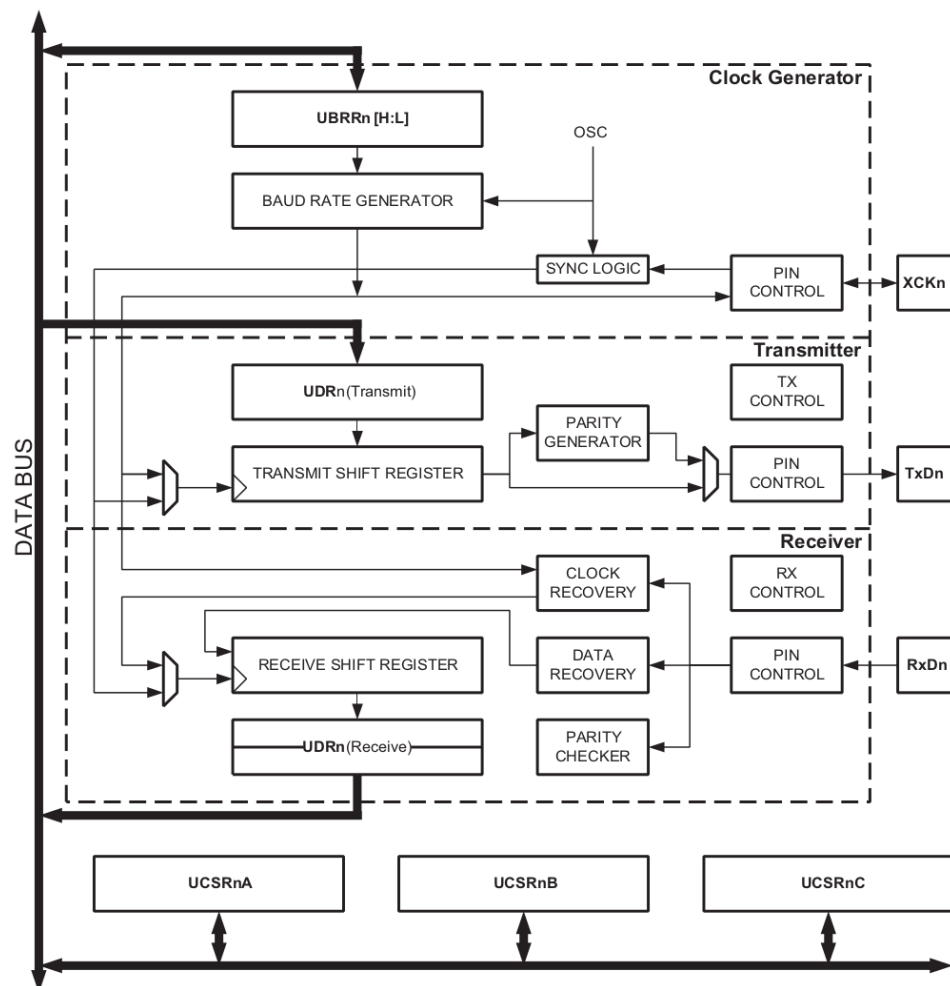 Clock Generator
UBRRn [H:L]
OSC
BAUD RATE GENERATOR
SYNC LOGIC
PIN
CONTROL
XCKn
Transmitter
UDRn(Transmit)
TX
CONTROL
PARITY
GENERATOR
TRANSMIT SHIFT REGISTER
PIN
CONTROL
TxDn
DATA BUS
Receiver
CLOCK
RECOVERY
RX
CONTROL
RECEIVE SHIFT REGISTER
DATA
RECOVERY
PIN
CONTROL
RxDn
UDRn(Receive)
PARITY
CHECKER
UCSRnA
UCSRnB
UCSRnC